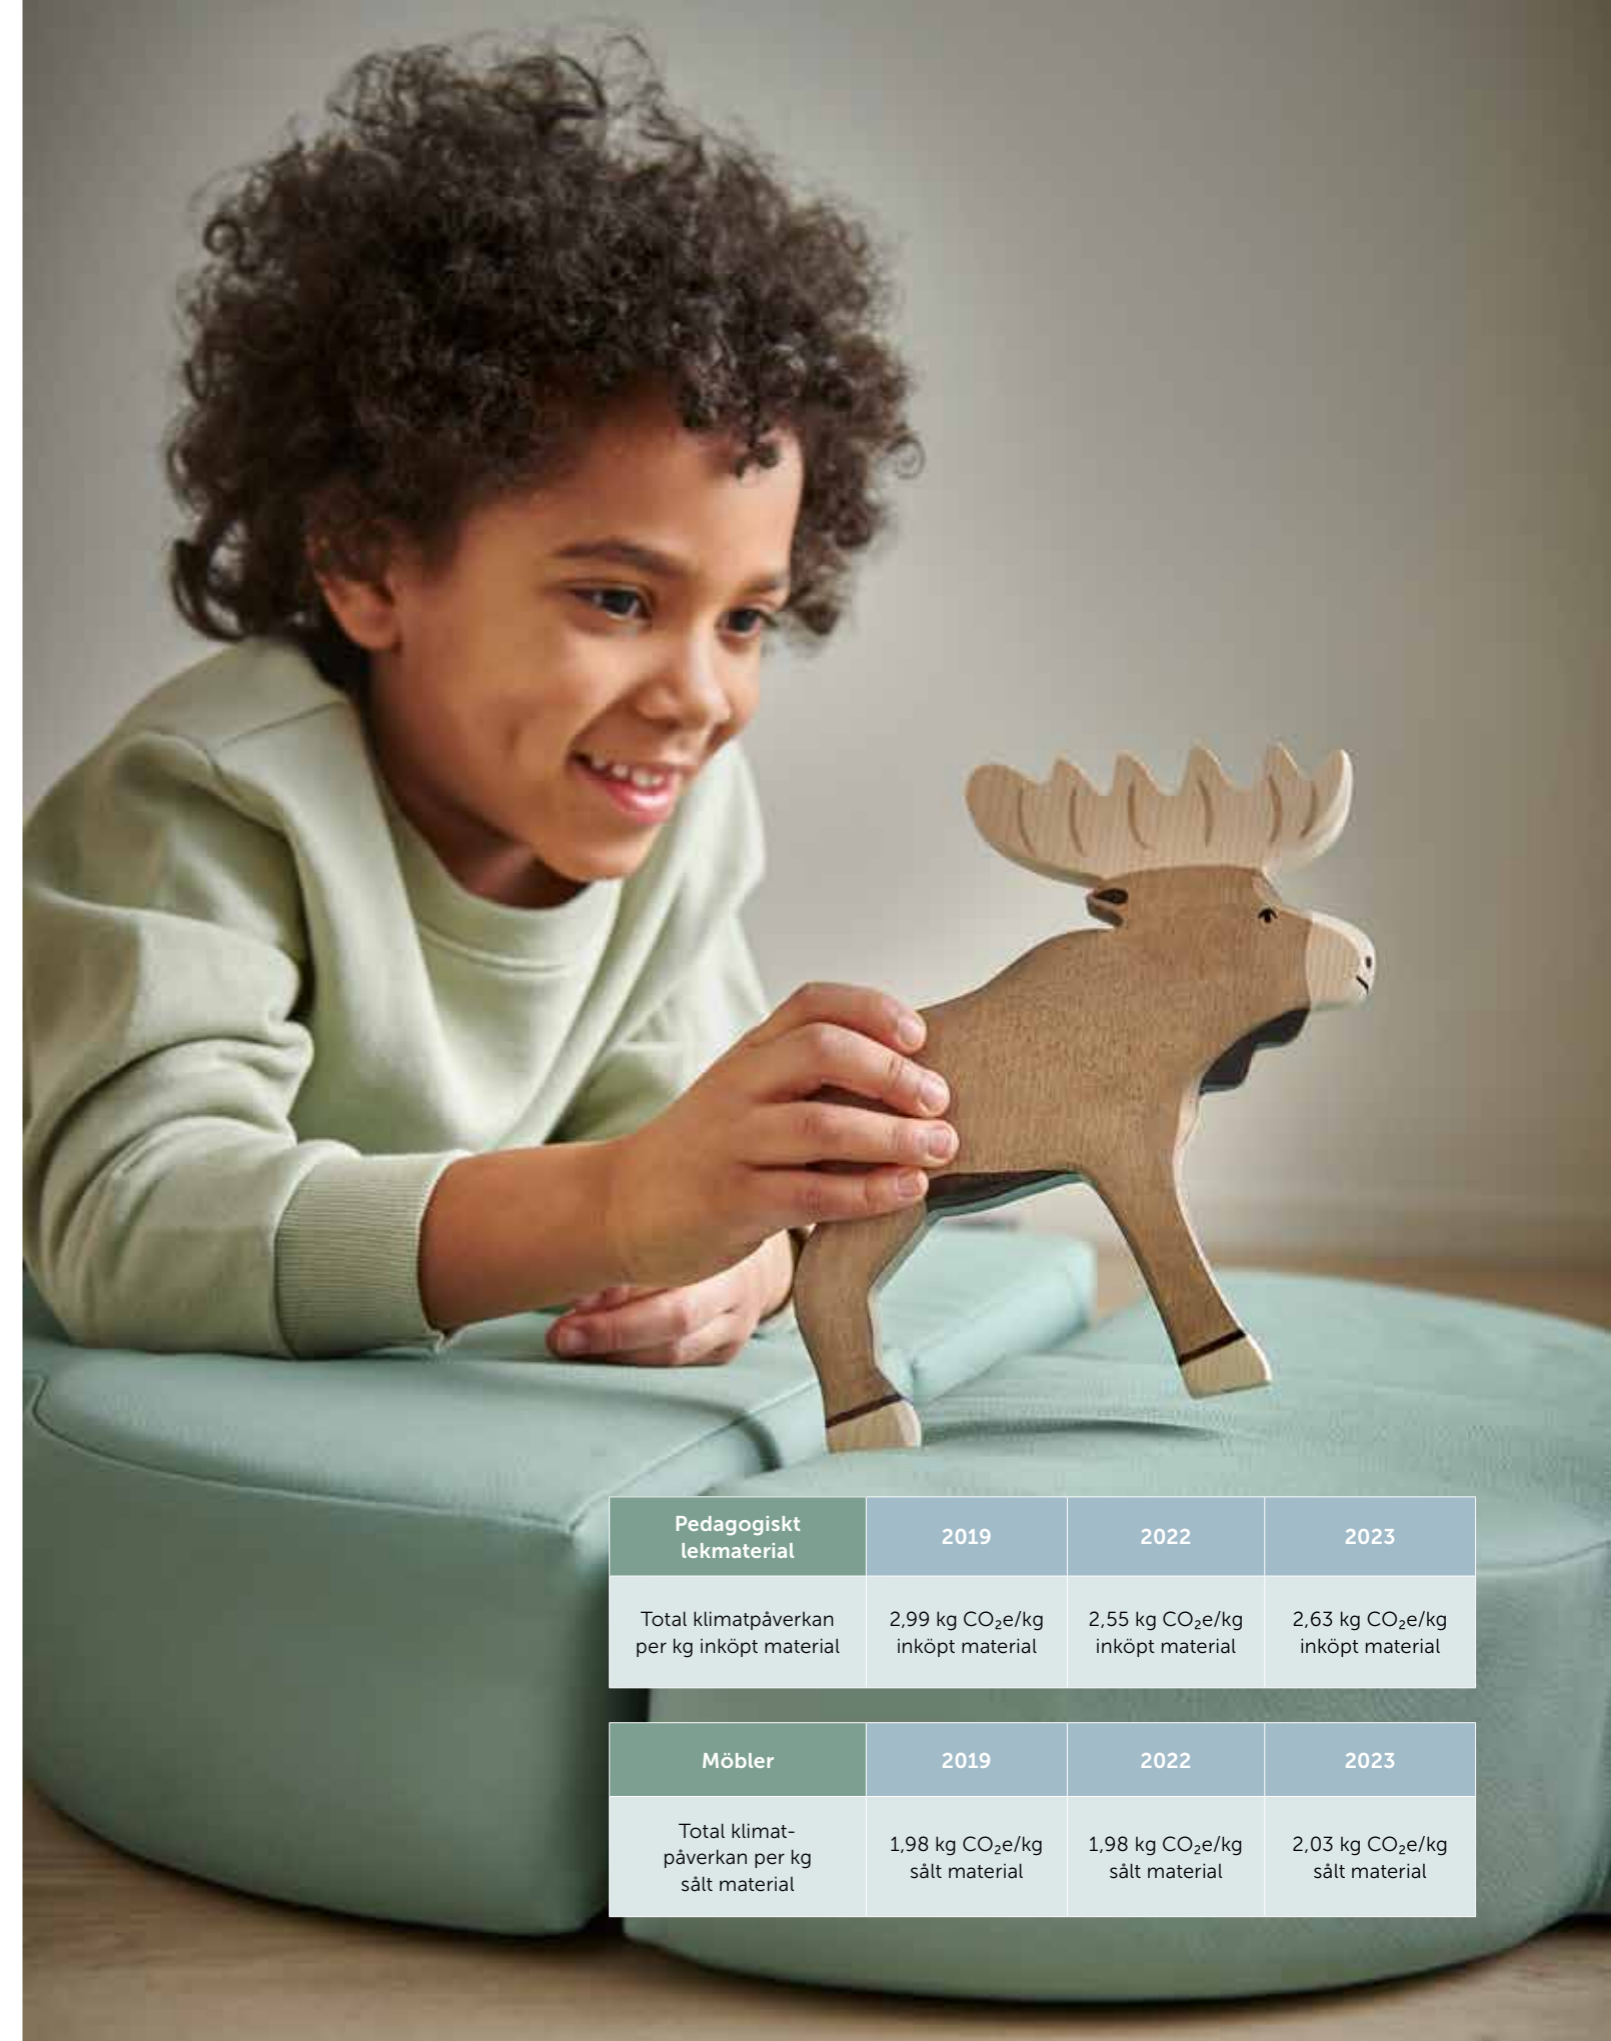 Pedagogiskt
lekmaterial
2019
2022
2023
Total klimatpåverkan
per kg inköpt material
2,99 kg CO₂e/kg
inköpt material
2,55 kg CO₂e/kg
inköpt material
2,63 kg CO₂e/kg
inköpt material
Möbler
2019
2022
2023
Total klimat-
påverkan per kg
sålt material
1,98 kg CO₂e/kg
sålt material
1,98 kg CO₂e/kg
sålt material
2,03 kg CO₂e/kg
sålt material